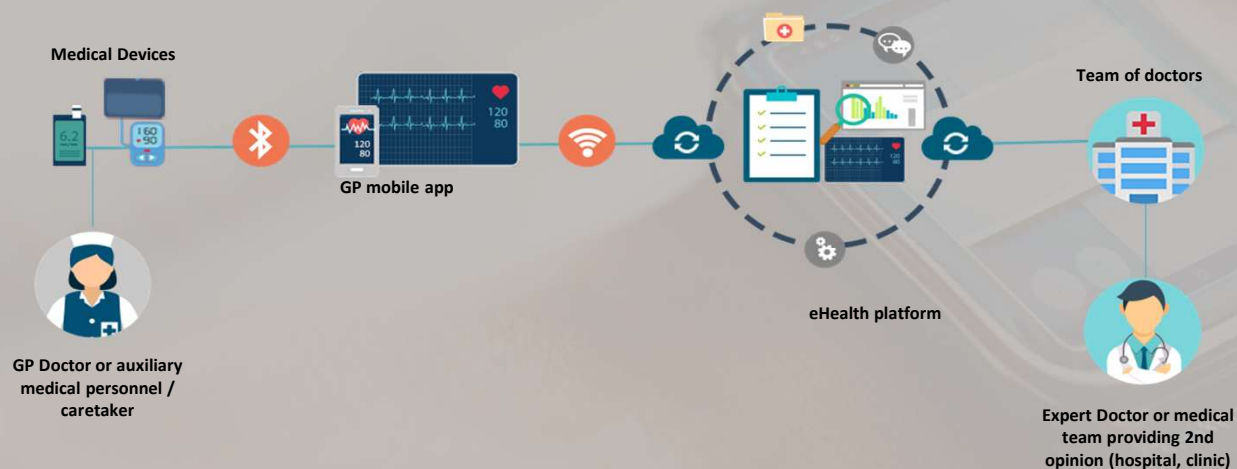 Medical Devices
6.2
160
90
120
80
120
80
GP mobile app
GP Doctor or auxiliary
medical personnel /
caretaker
eHealth platform
Team of doctors
Expert Doctor or medical
team providing 2nd
opinion (hospital, clinic)